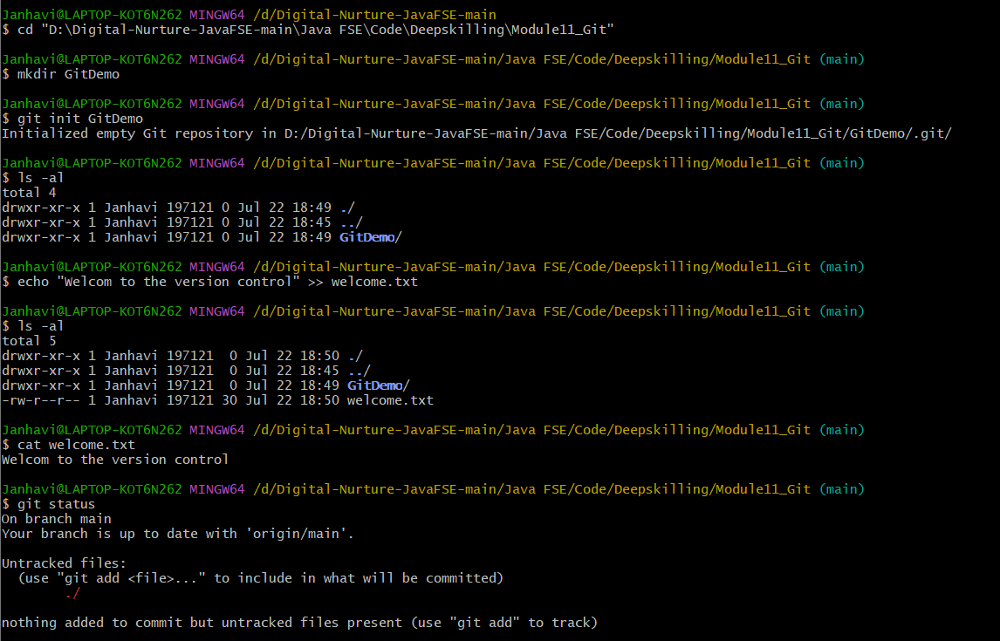 Janhavi@LAPTOP-KOT6N262 MINGW64 /d/Digital-Nurture-JavaFSE-main
$ cd "D:\Digital-Nurture-JavaFSE-main\Java FSE\Code\Deepskilling\Module11_Git"
Janhavi@LAPTOP-KOT6N262 MINGW64 /d/Digital-Nurture-JavaFSE-main/Java FSE/Code/Deepskilling/Module11_Git (main)
$ mkdir GitDemo
Janhavi@LAPTOP-KOT6N262 MINGW64 /d/Digital-Nurture-JavaFSE-main/Java FSE/Code/Deepskilling/Module11_Git (main)
$ git init GitDemo
Initialized empty Git repository in D:/Digital-Nurture-JavaFSE-main/Java FSE/Code/Deepskilling/Module11_Git/GitDemo/.git/
Janhavi@LAPTOP-KOT6N262 MINGW64 /d/Digital-Nurture-JavaFSE-main/Java FSE/Code/Deepskilling/Module11_Git (main)
$ ls -al
total 4
drwxr-xr-x 1 Janhavi 197121 0 Jul 22 18:49 ./
drwxr-xr-x 1 Janhavi 197121 0 Jul 22 18:45 ../
drwxr-xr-x 1 Janhavi 197121 0 Jul 22 18:49 GitDemo/
Janhavi@LAPTOP-KOT6N262 MINGW64 /d/Digital-Nurture-JavaFSE-main/Java FSE/Code/Deepskilling/Module11_Git (main)
$ echo "Welcom to the version control" >> welcome.txt
Janhavi@LAPTOP-KOT6N262 MINGW64 /d/Digital-Nurture-JavaFSE-main/Java FSE/Code/Deepskilling/Module11_Git (main)
$ ls -al
total 5
drwxr-xr-x 1 Janhavi 197121  0 Jul 22 18:50 ./
drwxr-xr-x 1 Janhavi 197121  0 Jul 22 18:45 ../
drwxr-xr-x 1 Janhavi 197121  0 Jul 22 18:49 GitDemo/
-rw-r--r-- 1 Janhavi 197121 30 Jul 22 18:50 welcome.txt
Janhavi@LAPTOP-KOT6N262 MINGW64 /d/Digital-Nurture-JavaFSE-main/Java FSE/Code/Deepskilling/Module11_Git (main)
$ cat welcome.txt
Welcom to the version control
Janhavi@LAPTOP-KOT6N262 MINGW64 /d/Digital-Nurture-JavaFSE-main/Java FSE/Code/Deepskilling/Module11_Git (main)
$ git status
On branch main
Your branch is up to date with 'origin/main'.
Untracked files:
  (use "git add <file>..." to include in what will be committed)
        ./
nothing added to commit but untracked files present (use "git add" to track)